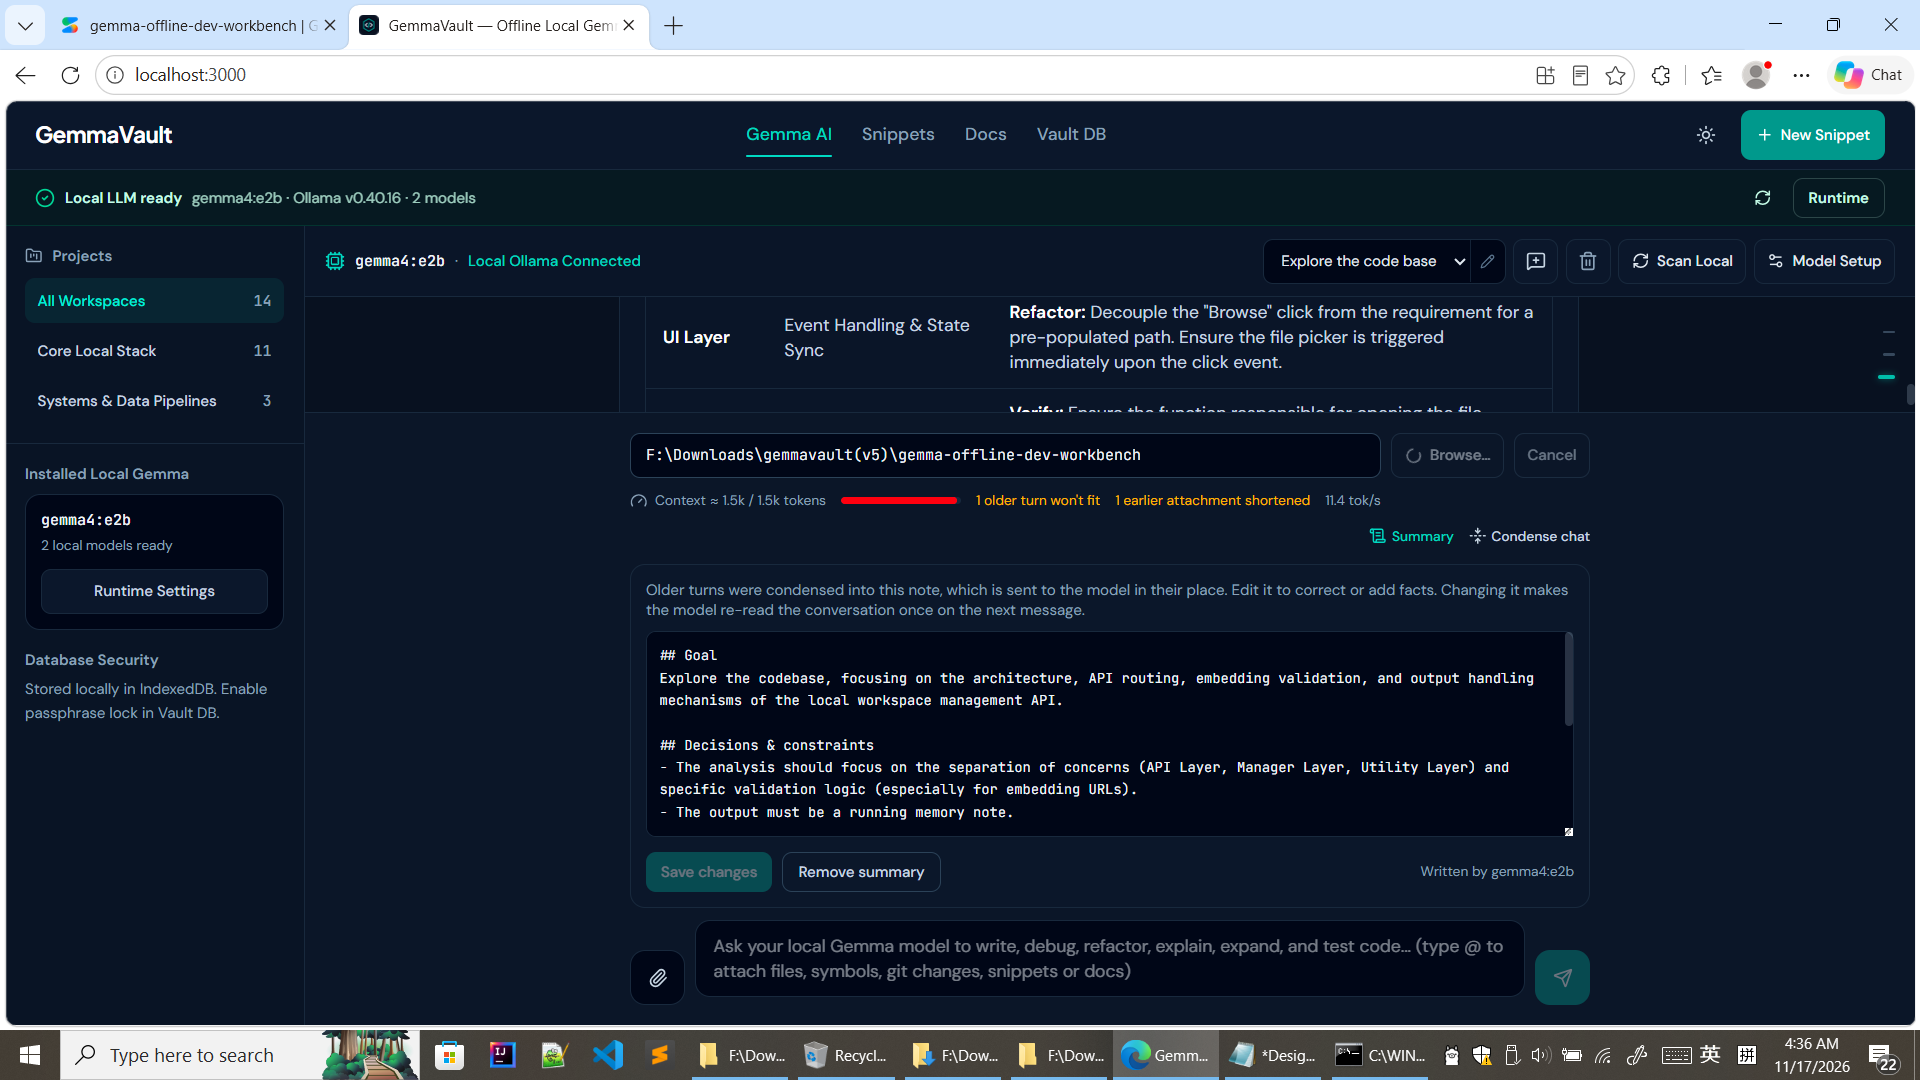 gemma-offline-dev-workbench | G
GemmaVault — Offline Local Gem
localhost:3000
Chat
GemmaVault
Gemma AI
Snippets
Docs
Vault DB
New Snippet
Local LLM ready gemma4:e2b · Ollama v0.40.16 · 2 models
Runtime
Projects
All Workspaces 14
Core Local Stack 11
Systems & Data Pipelines 3
Installed Local Gemma
gemma4:e2b
2 local models ready
Runtime Settings
Database Security
Stored locally in IndexedDB. Enable
passphrase lock in Vault DB.
gemma4:e2b · Local Ollama Connected
Explore the code base
Scan Local
Model Setup
UI Layer
Event Handling & State
Sync
Refactor: Decouple the "Browse" click from the requirement for a
pre-populated path. Ensure the file picker is triggered
immediately upon the click event.
Verify: Ensure the function responsible for opening the file
F:\Downloads\gemmavault(v5)\gemma-offline-dev-workbench
Browse...
Cancel
Context ≈ 1.5k / 1.5k tokens
1 older turn won't fit
1 earlier attachment shortened
11.4 tok/s
Summary
Condense chat
Older turns were condensed into this note, which is sent to the model in their place. Edit it to correct or add facts. Changing it makes
the model re-read the conversation once on the next message.
## Goal
Explore the codebase, focusing on the architecture, API routing, embedding validation, and output handling
mechanisms of the local workspace management API.
## Decisions & constraints
- The analysis should focus on the separation of concerns (API Layer, Manager Layer, Utility Layer) and
specific validation logic (especially for embedding URLs).
- The output must be a running memory note.
Save changes
Remove summary
Written by gemma4:e2b
Ask your local Gemma model to write, debug, refactor, explain, expand, and test code... (type @ to
attach files, symbols, git changes, snippets or docs)
Type here to search
F:\Dow...
Recycl...
F:\Dow...
F:\Dow...
Gemm...
*Desig...
C:\WIN...
英
拼
4:36 AM
11/17/2026
22